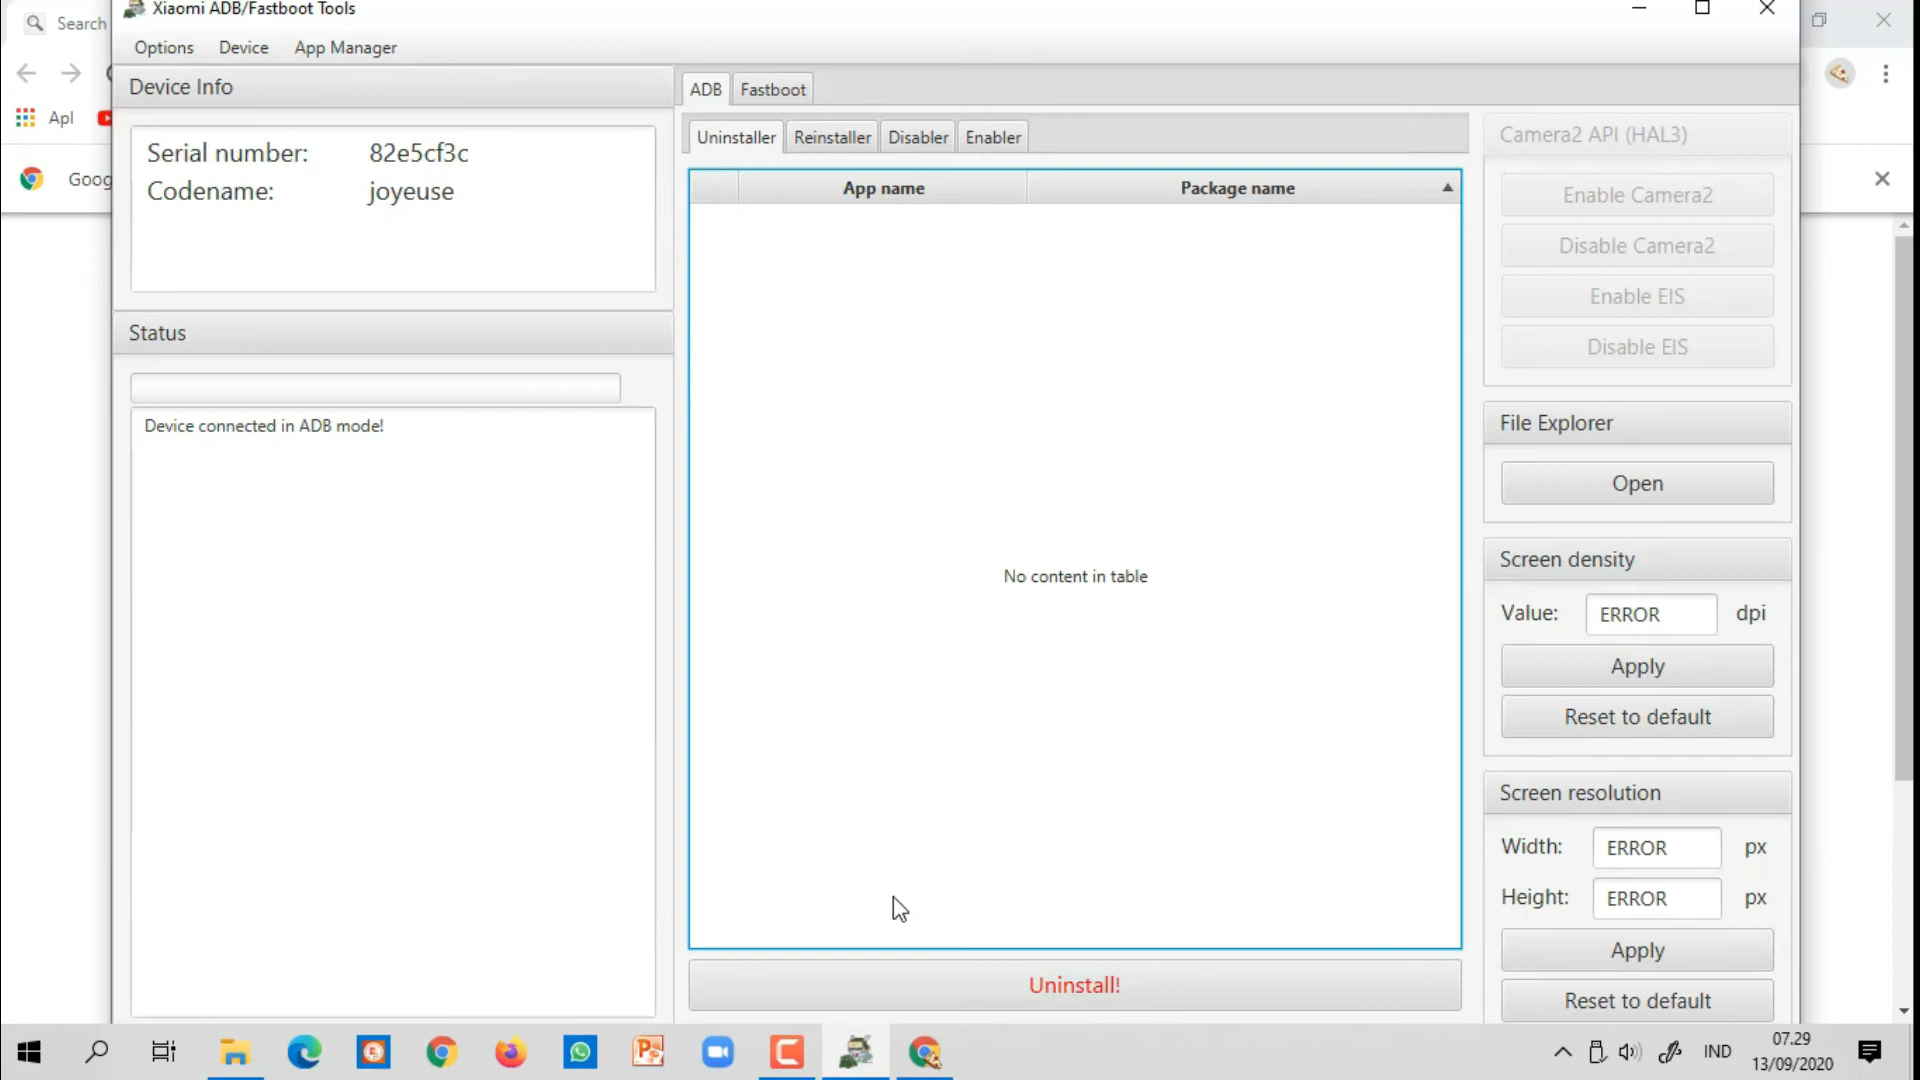 Search
Xiaomi ADB/Fastboot Tools
Options Device App Manager
Apl
Goog
Device Info
Serial number: 82e5cf3c
Codename: joyeuse
Status
Device connected in ADB mode!
ADB Fastboot
Uninstaller Reinstaller Disabler Enabler
App name Package name
No content in table
Uninstall!
Camera2 API (HAL3)
Enable Camera2
Disable Camera2
Enable EIS
Disable EIS
File Explorer
Open
Screen density
Value: ERROR dpi
Apply
Reset to default
Screen resolution
Width: ERROR px
Height: ERROR px
Apply
Reset to default
IND
07.29
13/09/2020